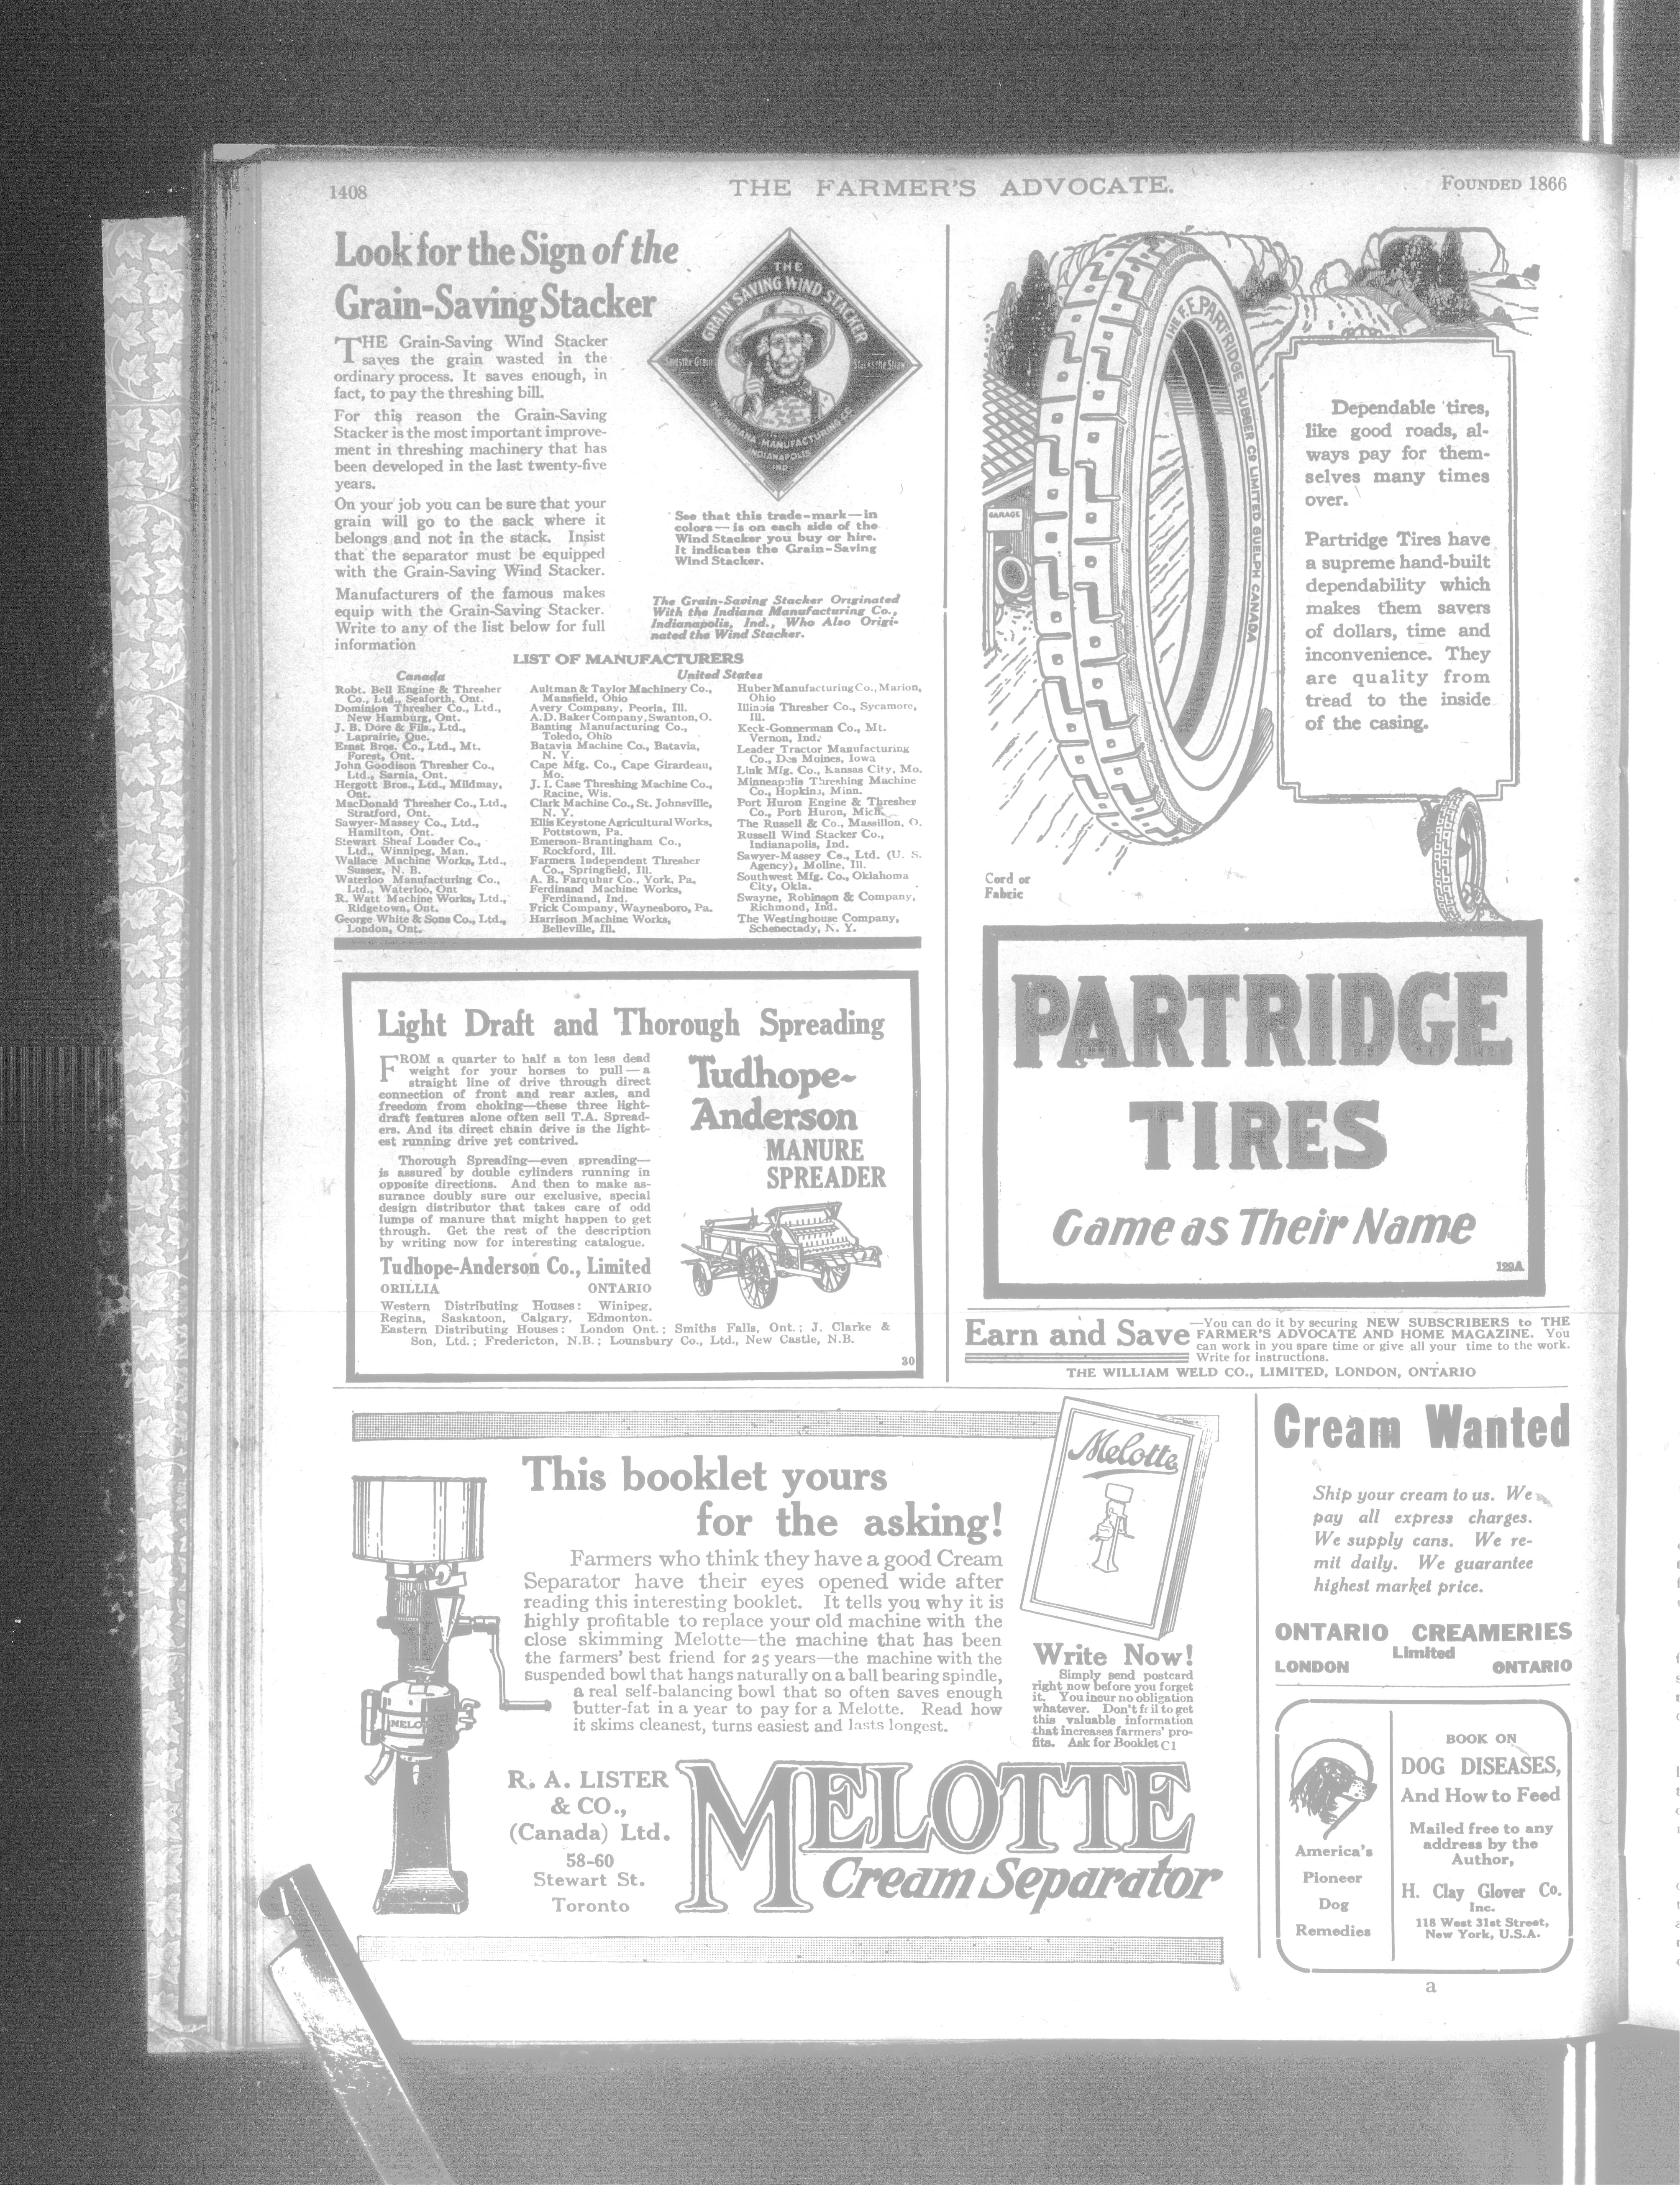 1408
THE FARMER'S ADVOCATE.
FOUNDED 1866
Look for the Sign of the
Grain-Saving Stacker
THE Grain-Saving Wind Stacker
saves the grain wasted in the
ordinary process. It saves enough, in
fact, to pay the threshing bill.
For this reason the Grain-Saving
Stacker is the most important improve-
ment in threshing machinery that has
been developed in the last twenty-five
years.
On your job you can be sure that your
grain will go to the sack where it
belongs and not in the stack. Insist
that the separator must be equipped
with the Grain-Saving Wind Stacker.
Manufacturers of the famous makes
equip with the Grain-Saving Stacker.
Write to any of the list below for full
information
THE
GRAIN SAVING WIND STACKER
Saves the Grain
Stacks the Straw
THE INDIANA MANUFACTURING CO.
INDIANAPOLIS
IND
See that this trade-mark—in
colors—is on each side of the
Wind Stacker you buy or hire.
It indicates the Grain-Saving
Wind Stacker.
The Grain-Saving Stacker Originated
With the Indiana Manufacturing Co.,
Indianapolis, Ind., Who Also Origi-
nated the Wind Stacker.
LIST OF MANUFACTURERS
Canada
Robt. Bell Engine & Thresher
Co., Ltd., Seaforth, Ont.
Dominion Thresher Co., Ltd.,
New Hamburg, Ont.
J. B. Dore & Fils., Ltd.,
Laprairie, Que.
Ernst Bros. Co., Ltd., Mt.
Forest, Ont.
John Goodison Thresher Co.,
Ltd., Sarnia, Ont.
Hergott Bros., Ltd., Mildmay,
Ont.
MacDonald Thresher Co., Ltd.,
Stratford, Ont.
Sawyer-Massey Co., Ltd.,
Hamilton, Ont.
Stewart Sheaf Loader Co.,
Ltd., Winnipeg, Man.
Wallace Machine Works, Ltd.,
Sussex, N. B.
Waterloo Manufacturing Co.,
Ltd., Waterloo, Ont
R. Watt Machine Works, Ltd.,
Ridgetown, Ont.
George White & Sons Co., Ltd.,
London, Ont.
United States
Aultman & Taylor Machinery Co.,
Mansfield, Ohio
Avery Company, Peoria, Ill.
A. D. Baker Company, Swanton, O.
Banting Manufacturing Co.,
Toledo, Ohio
Batavia Machine Co., Batavia,
N. Y.
Cape Mfg. Co., Cape Girardeau,
Mo.
J. I. Case Threshing Machine Co.,
Racine, Wis.
Clark Machine Co., St. Johnsville,
N. Y.
Ellis Keystone Agricultural Works,
Pottstown, Pa.
Emerson-Brantingham Co.,
Rockford, Ill.
Farmers Independent Thresher
Co., Springfield, Ill.
A. B. Farquhar Co., York, Pa.
Ferdinand Machine Works,
Ferdinand, Ind.
Frick Company, Waynesboro, Pa.
Harrison Machine Works,
Belleville, Ill.
Huber Manufacturing Co., Marion,
Ohio
Illinois Thresher Co., Sycamore,
Ill.
Keck-Gonnerman Co., Mt.
Vernon, Ind.
Leader Tractor Manufacturing
Co., Des Moines, Iowa
Link Mfg. Co., Kansas City, Mo.
Minneapolis Threshing Machine
Co., Hopkins, Minn.
Port Huron Engine & Thresher
Co., Port Huron, Mich.
The Russell & Co., Massillon, O.
Russell Wind Stacker Co.,
Indianapolis, Ind.
Sawyer-Massey Co., Ltd. (U. S.
Agency), Moline, Ill.
Southwest Mfg. Co., Oklahoma
City, Okla.
Swayne, Robinson & Company,
Richmond, Ind.
The Westinghouse Company,
Schenectady, N. Y.
Light Draft and Thorough Spreading
FROM a quarter to half a ton less dead
weight for your horses to pull—a
straight line of drive through direct
connection of front and rear axles, and
freedom from choking—these three light-
draft features alone often sell T.A. Spread-
ers. And its direct chain drive is the light-
est running drive yet contrived.
Thorough Spreading—even spreading—
is assured by double cylinders running in
opposite directions. And then to make as-
surance doubly sure our exclusive, special
design distributor that takes care of odd
lumps of manure that might happen to get
through. Get the rest of the description
by writing now for interesting catalogue.
Tudhope-Anderson Co., Limited
ORILLIA ONTARIO
Tudhope-
Anderson
MANURE
SPREADER
Western Distributing Houses: Winipeg,
Regina, Saskatoon, Calgary, Edmonton.
Eastern Distributing Houses: London Ont.; Smiths Falls, Ont.; J. Clarke &
Son, Ltd.; Fredericton, N.B.; Lounsbury Co., Ltd., New Castle, N.B.
30
THE F. E. PARTRIDGE RUBBER CO LIMITED GUELPH CANADA
GARAGE
Dependable tires,
like good roads, al-
ways pay for them-
selves many times
over.
Partridge Tires have
a supreme hand-built
dependability which
makes them savers
of dollars, time and
inconvenience. They
are quality from
tread to the inside
of the casing.
Cord or
Fabric
PARTRIDGE
TIRES
Game as Their Name
129A
Earn and Save
—You can do it by securing NEW SUBSCRIBERS to THE
FARMER'S ADVOCATE AND HOME MAGAZINE. You
can work in you spare time or give all your time to the work.
Write for instructions.
THE WILLIAM WELD CO., LIMITED, LONDON, ONTARIO
This booklet yours
for the asking!
Farmers who think they have a good Cream
Separator have their eyes opened wide after
reading this interesting booklet. It tells you why it is
highly profitable to replace your old machine with the
close skimming Melotte—the machine that has been
the farmers' best friend for 25 years—the machine with the
suspended bowl that hangs naturally on a ball bearing spindle,
a real self-balancing bowl that so often saves enough
butter-fat in a year to pay for a Melotte. Read how
it skims cleanest, turns easiest and lasts longest.
MELO
Melotte
Write Now!
Simply send postcard
right now before you forget
it. You incur no obligation
whatever. Don't fril to get
this valuable information
that increases farmers' pro-
fits. Ask for Booklet C1
R. A. LISTER
& CO.,
(Canada) Ltd.
58-60
Stewart St.
Toronto
MELOTTE
Cream Separator
Cream Wanted
Ship your cream to us. We
pay all express charges.
We supply cans. We re-
mit daily. We guarantee
highest market price.
ONTARIO CREAMERIES
Limited
LONDON ONTARIO
America's
Pioneer
Dog
Remedies
BOOK ON
DOG DISEASES,
And How to Feed
Mailed free to any
address by the
Author,
H. Clay Glover Co.
Inc.
118 West 31st Street,
New York, U.S.A.
a